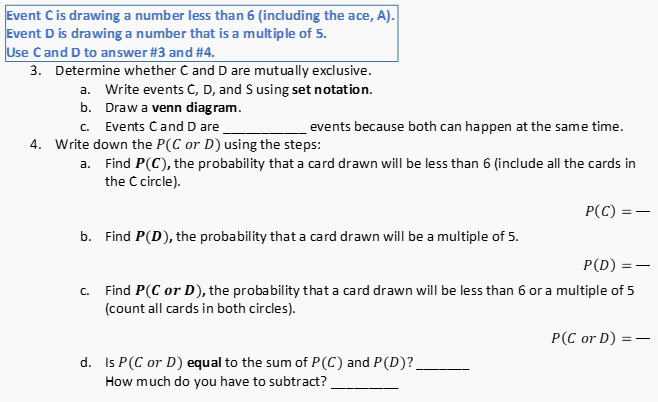 Event C is drawing a number less than 6 (including the ace, A).
Event D is drawing a number that is a multiple of 5.
Use C and D to answer #3 and #4.
3. Determine whether C and D are mutually exclusive.
a. Write events C, D, and S using set notation.
b. Draw a venn diagram.
c. Events C and D are ___________ events because both can happen at the same time.
4. Write down the P(C or D) using the steps:
a. Find P(C), the probability that a card drawn will be less than 6 (include all the cards in
the C circle).
P(C) = —
b. Find P(D), the probability that a card drawn will be a multiple of 5.
P(D) = —
c. Find P(C or D), the probability that a card drawn will be less than 6 or a multiple of 5
(count all cards in both circles).
P(C or D) = —
d. Is P(C or D) equal to the sum of P(C) and P(D)? _______
How much do you have to subtract? _________